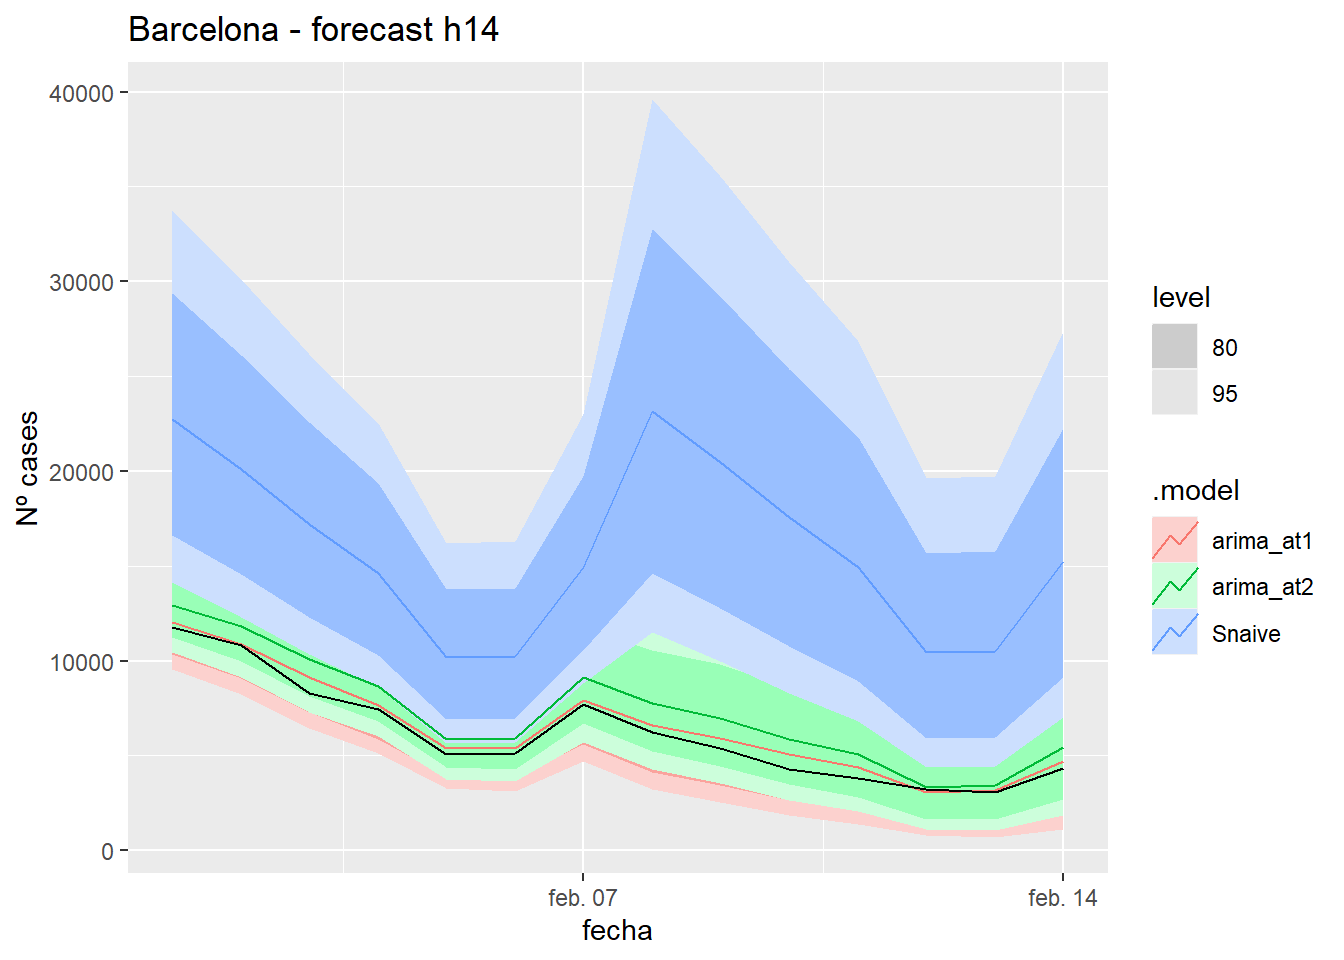 Barcelona - forecast h14
40000
30000
20000
10000
0
Nº cases
feb. 07
feb. 14
fecha
level
80
95
.model
arima_at1
arima_at2
Snaive